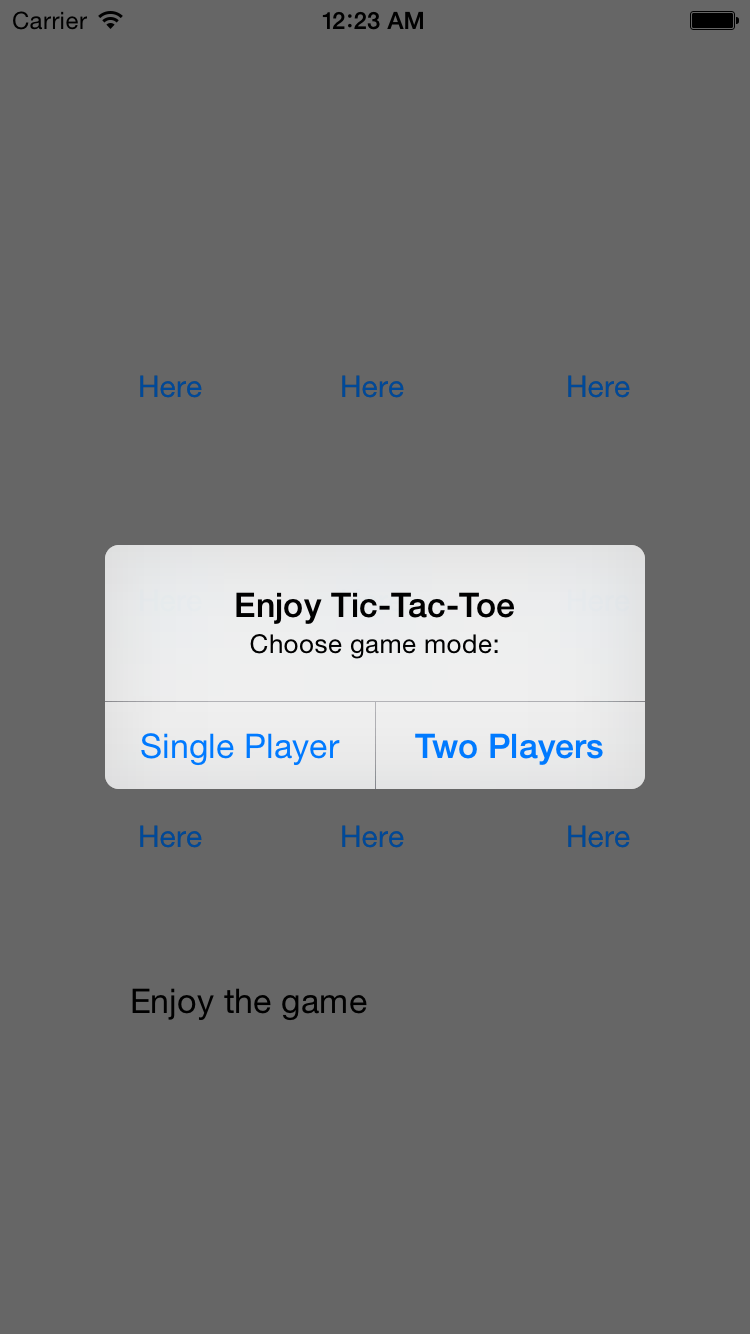 Carrier 12:23 AM
Here Here Here
Enjoy Tic-Tac-Toe
Choose game mode:
Single Player Two Players
Here Here Here
Enjoy the game